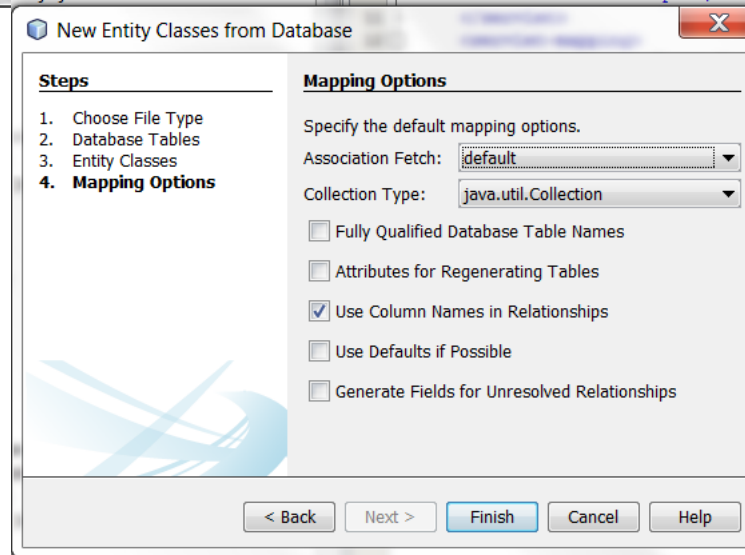 New Entity Classes from Database
Steps
1. Choose File Type
2. Database Tables
3. Entity Classes
4. Mapping Options
Mapping Options
Specify the default mapping options.
Association Fetch: default
Collection Type: java.util.Collection
Fully Qualified Database Table Names
Attributes for Regenerating Tables
Use Column Names in Relationships
Use Defaults if Possible
Generate Fields for Unresolved Relationships
< Back Next > Finish Cancel Help